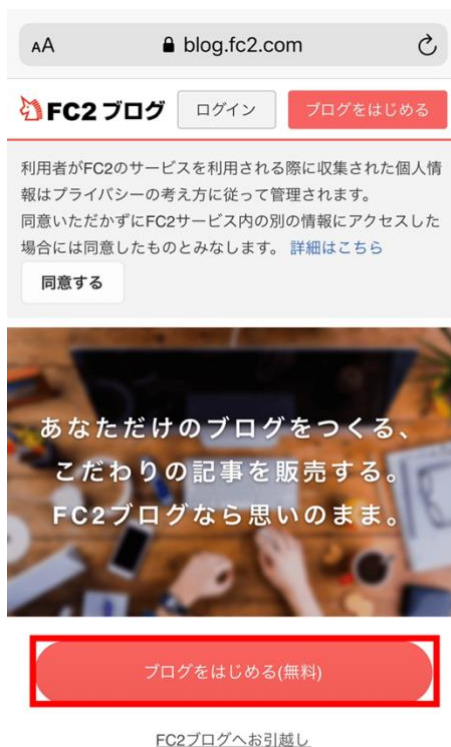 AA blog.fc2.com
FC2ブログ ログイン ブログをはじめる
利用者がFC2のサービスを利用される際に収集された個人情
報はプライバシーの考え方に従って管理されます。
同意いただかずにFC2サービス内の別の情報にアクセスした
場合には同意したものとみなします。 詳細はこちら
同意する
あなただけのブログをつくる、
こだわりの記事を販売する。
FC2ブログなら思いのまま。
ブログをはじめる(無料)
FC2ブログへお引越し